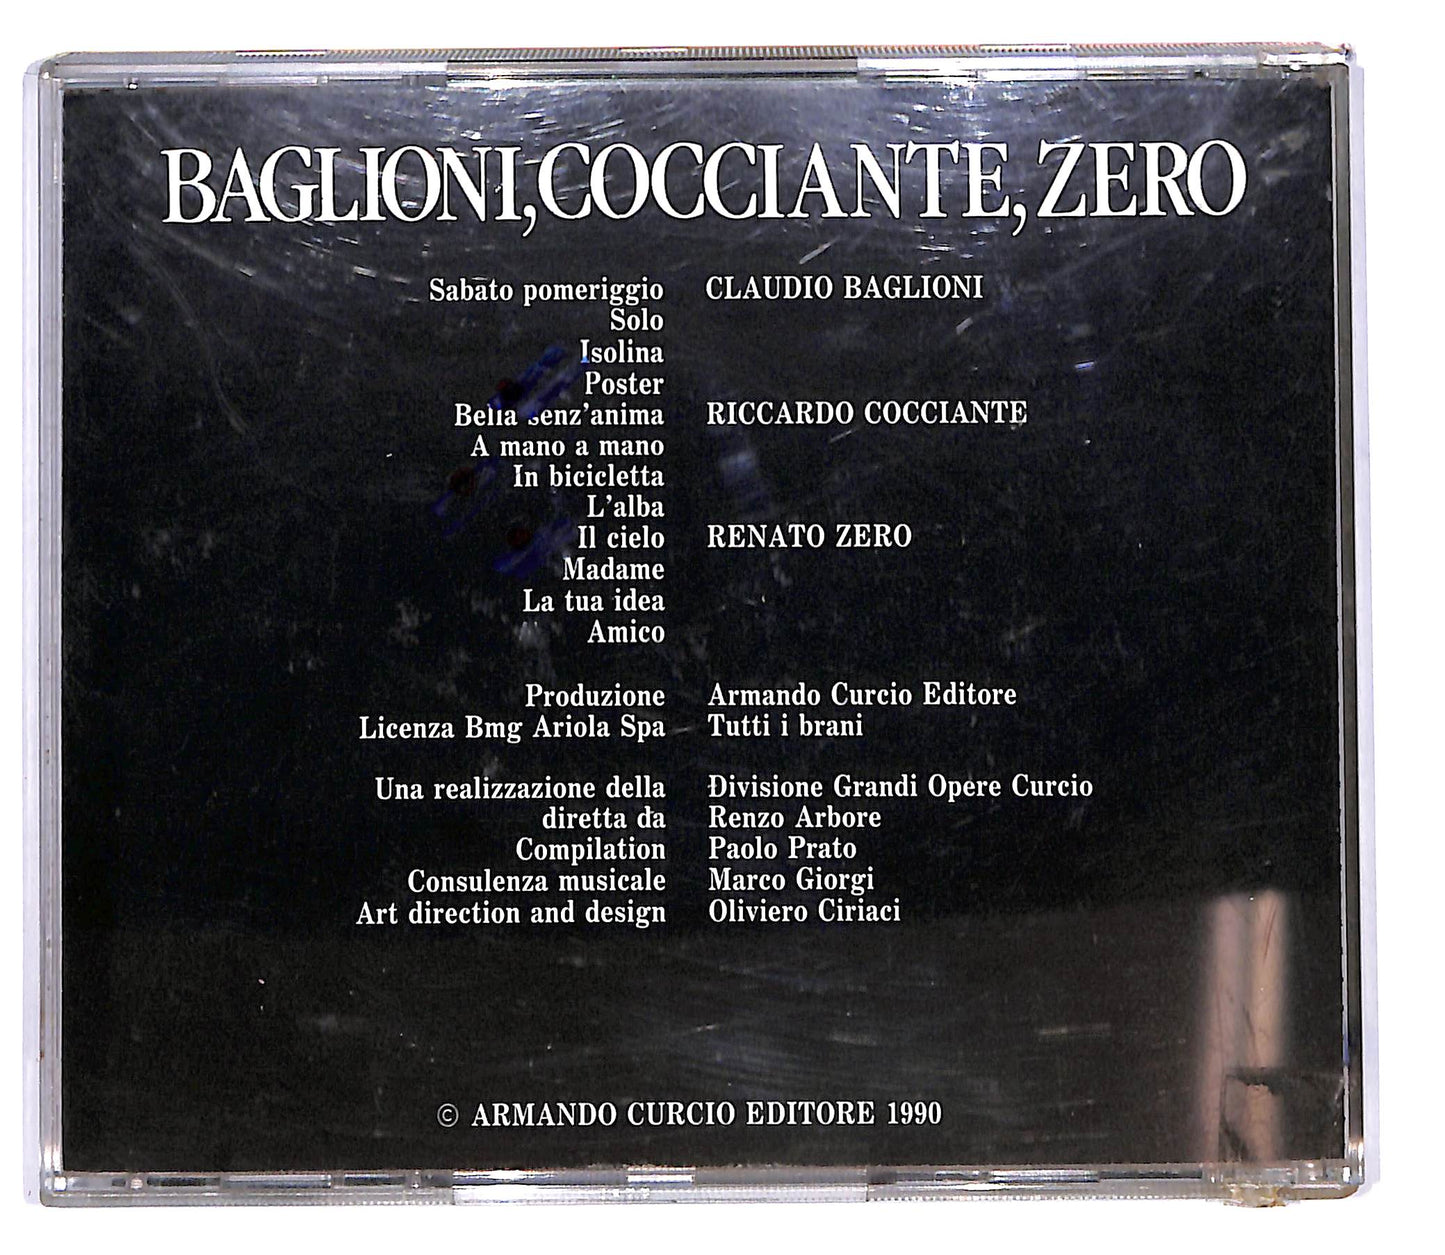 BAGLIONI, COCCIANTE, ZERO
Sabato pomeriggio CLAUDIO BAGLIONI
Solo
Isolina
Poster
Bella senz'anima RICCARDO COCCIANTE
A mano a mano
In bicicletta
L'alba
Il cielo RENATO ZERO
Madame
La tua idea
Amico
Produzione Armando Curcio Editore
Licenza Bmg Ariola Spa Tutti i brani
Una realizzazione della Divisione Grandi Opere Curcio
diretta da Renzo Arbore
Compilation Paolo Prato
Consulenza musicale Marco Giorgi
Art direction and design Oliviero Ciriaci
© ARMANDO CURCIO EDITORE 1990